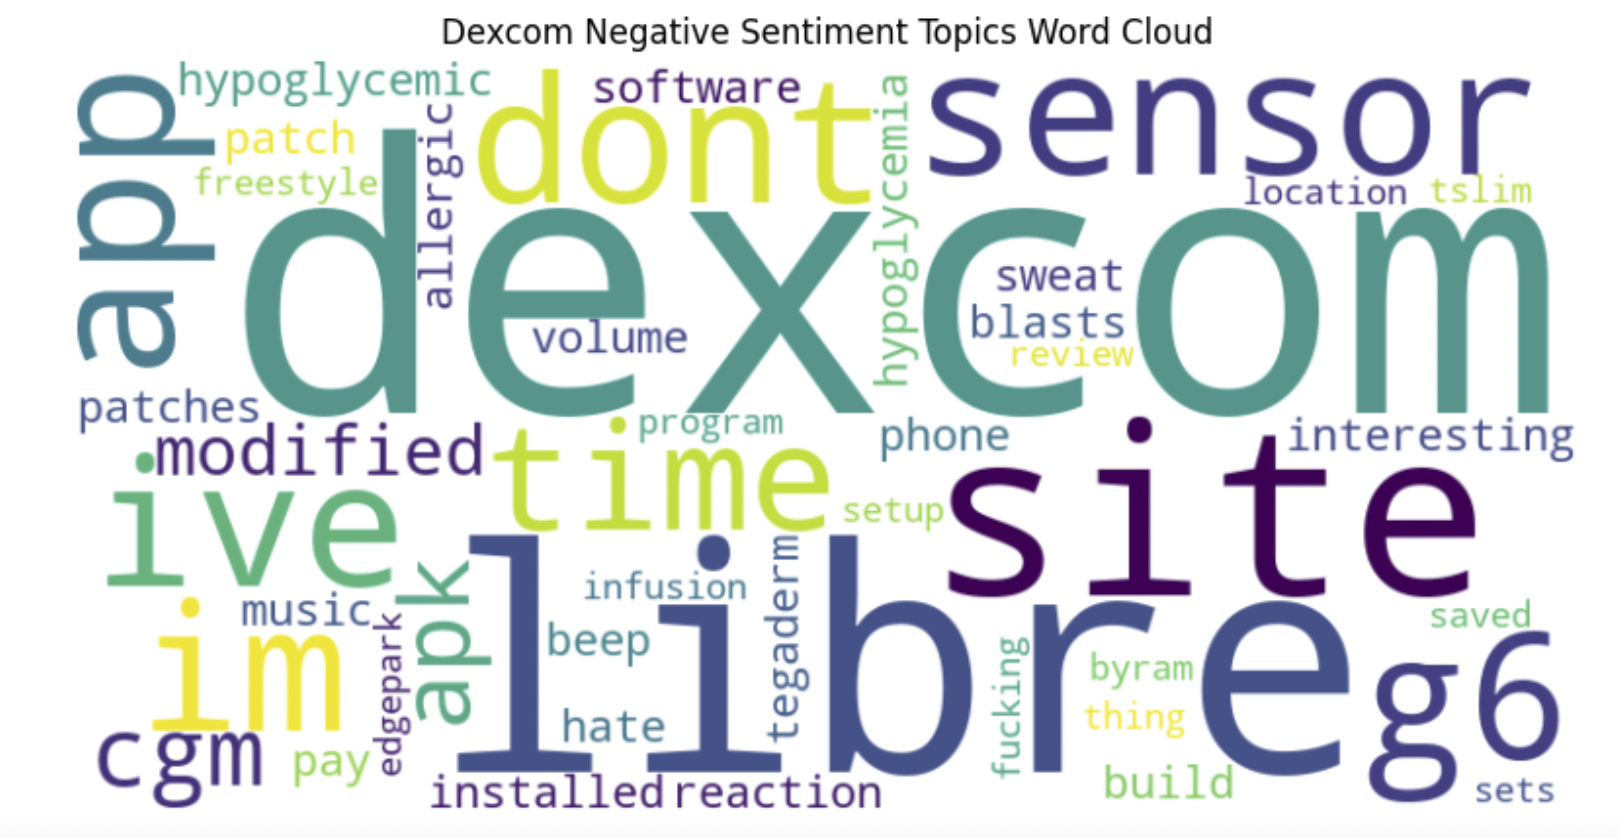 Dexcom Negative Sentiment Topics Word Cloud
app
hypoglycemic
patch
freestyle
allergic
dont
software
hypoglycemia
sensor
location
tslim
dexcom
volume
sweat
blasts
review
patches
modified
time
program
phone
interesting
ive
setup
site
music
infusion
tegaderm
saved
im
edgepark
apk
libre
beep
fucking
byram
g6
hate
thing
cgm
pay
build
installed
reaction
sets